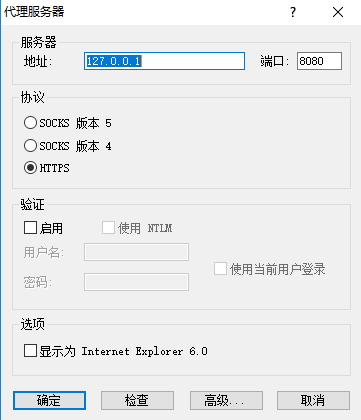 代理服务器
服务器
地址: 127.0.0.1 端口: 8080
协议
SOCKS 版本 5
SOCKS 版本 4
HTTPS
验证
启用 使用 NTLM
用户名:
使用当前用户登录
密码:
选项
显示为 Internet Explorer 6.0
确定 检查 高级... 取消